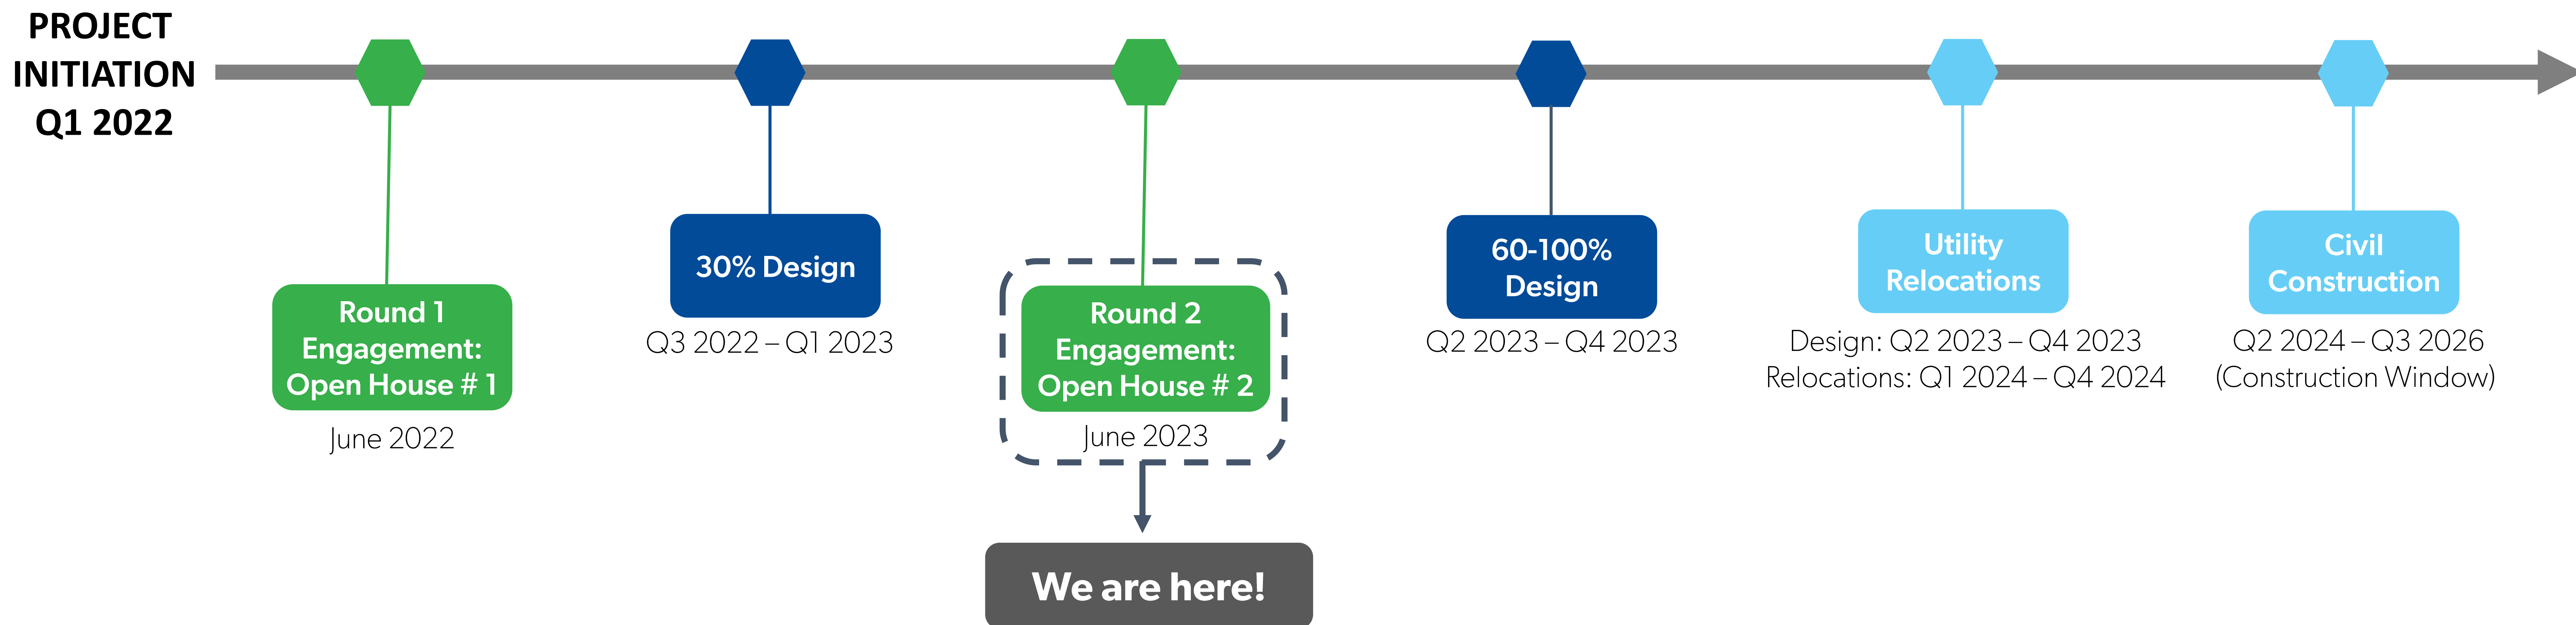 PROJECT
INITIATION
Q1 2022
Round 1
Engagement:
Open House # 1
June 2022
30% Design
Q3 2022 – Q1 2023
Round 2
Engagement:
Open House # 2
June 2023
We are here!
60-100%
Design
Q2 2023 – Q4 2023
Utility
Relocations
Design: Q2 2023 – Q4 2023
Relocations: Q1 2024 – Q4 2024
Civil
Construction
Q2 2024 – Q3 2026
(Construction Window)